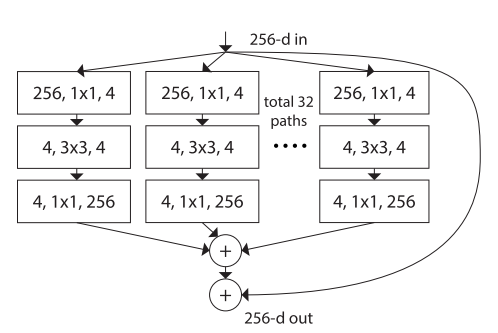 256-d in
256, 1x1, 4
256, 1x1, 4
total 32
paths
256, 1x1, 4
4, 3x3, 4
4, 3x3, 4
....
4, 3x3, 4
4, 1x1, 256
4, 1x1, 256
4, 1x1, 256
+
+
256-d out